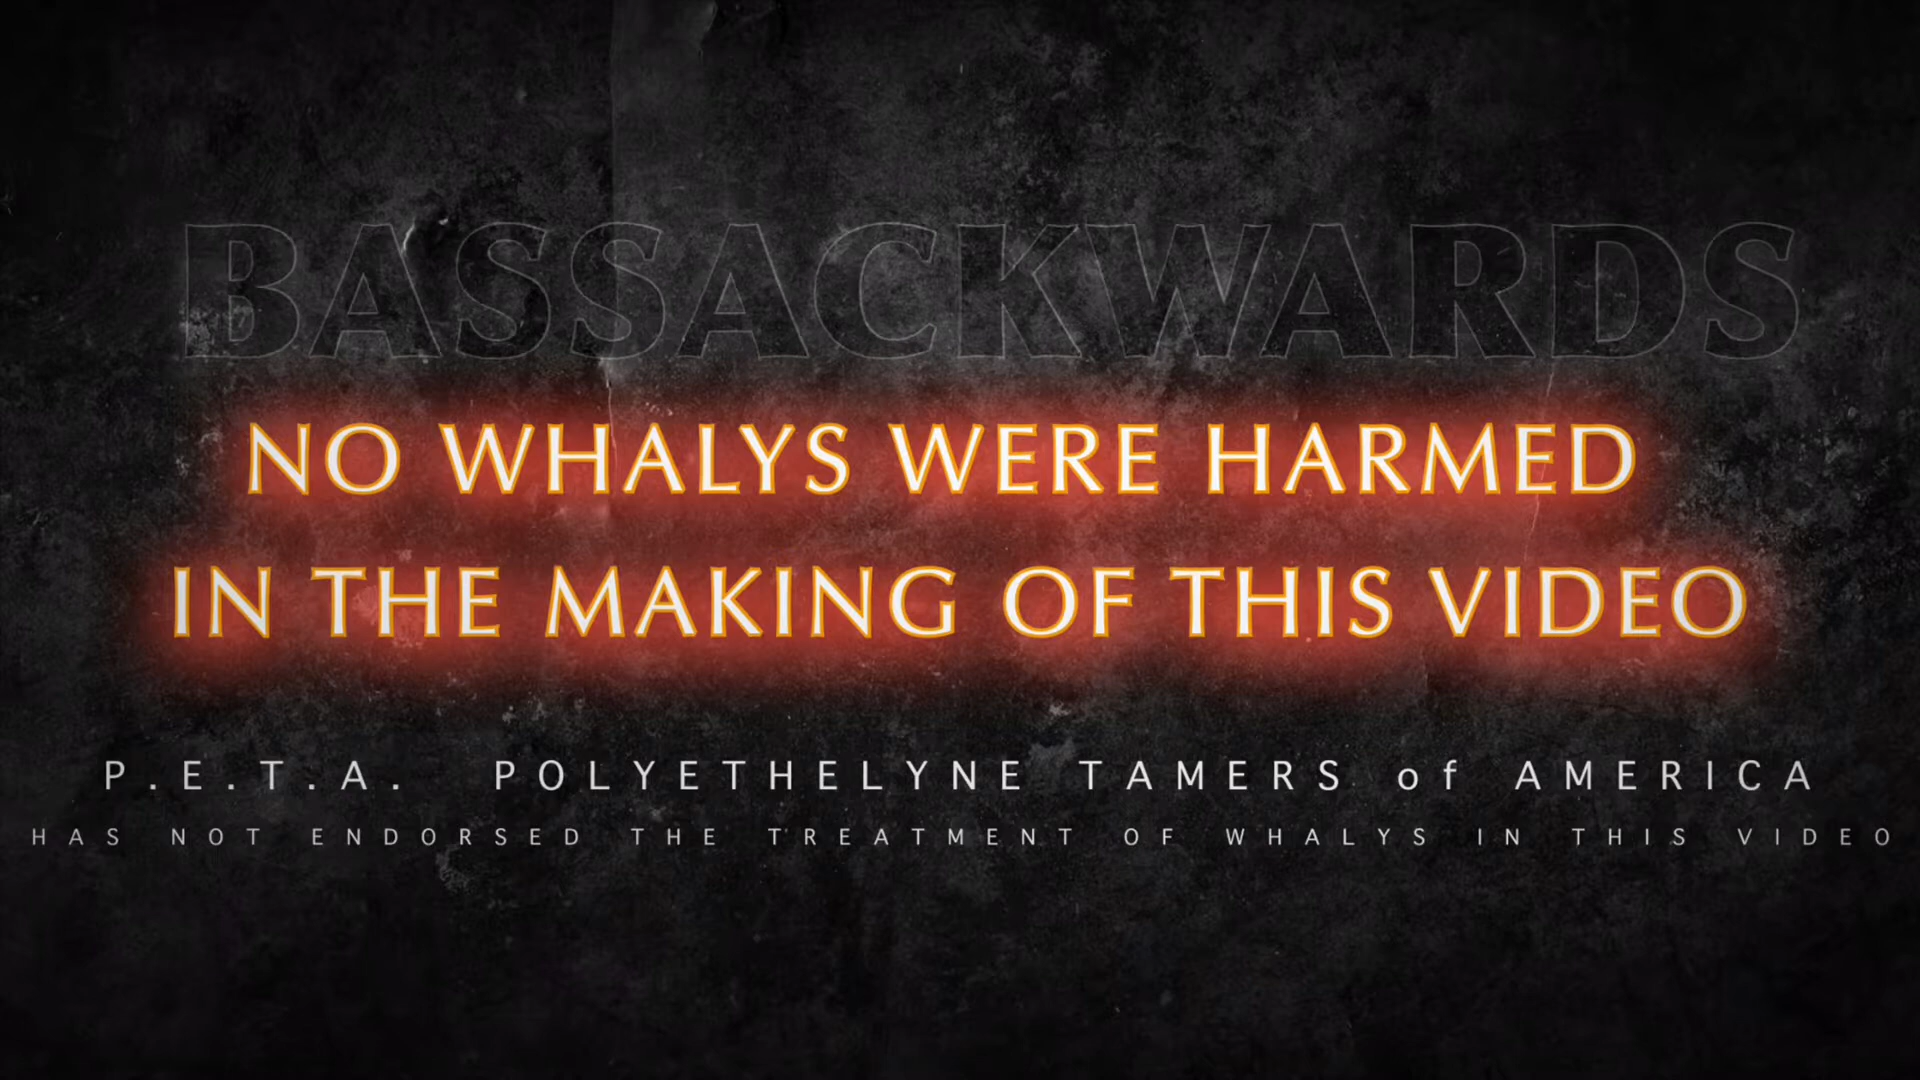 BASSACKWARDS
NO WHALYS WERE HARMED
IN THE MAKING OF THIS VIDEO
P.E.T.A. POLYETHELYNE TAMERS of AMERICA
HAS NOT ENDORSED THE TREATMENT OF WHALYS IN THIS VIDEO